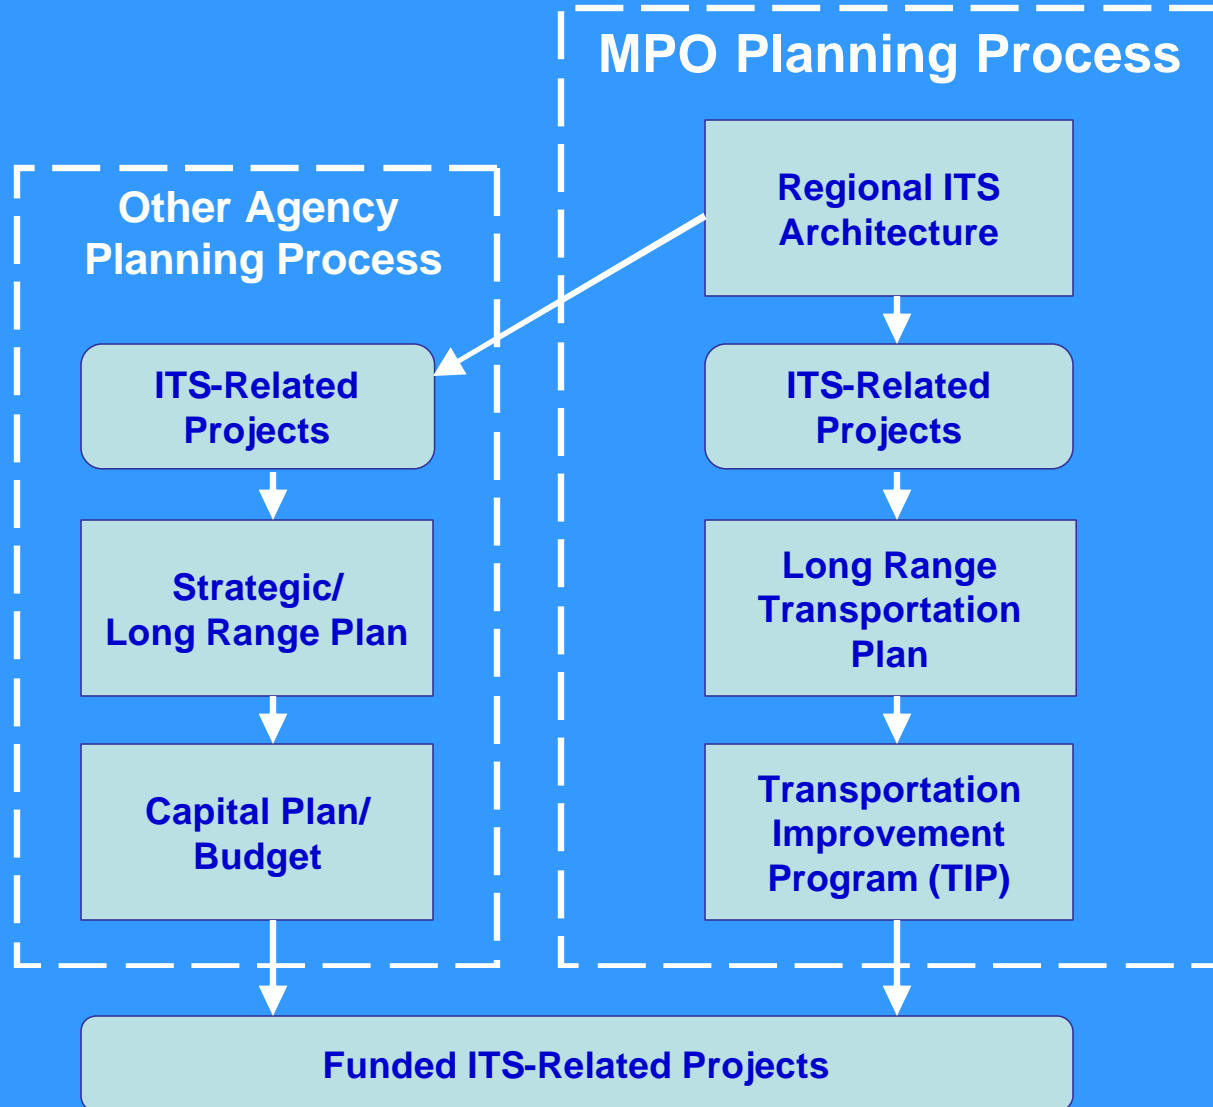 MPO Planning Process
Regional ITS
Architecture
Other Agency
Planning Process
ITS-Related
Projects
ITS-Related
Projects
Strategic/
Long Range Plan
Long Range
Transportation
Plan
Capital Plan/
Budget
Transportation
Improvement
Program (TIP)
Funded ITS-Related Projects